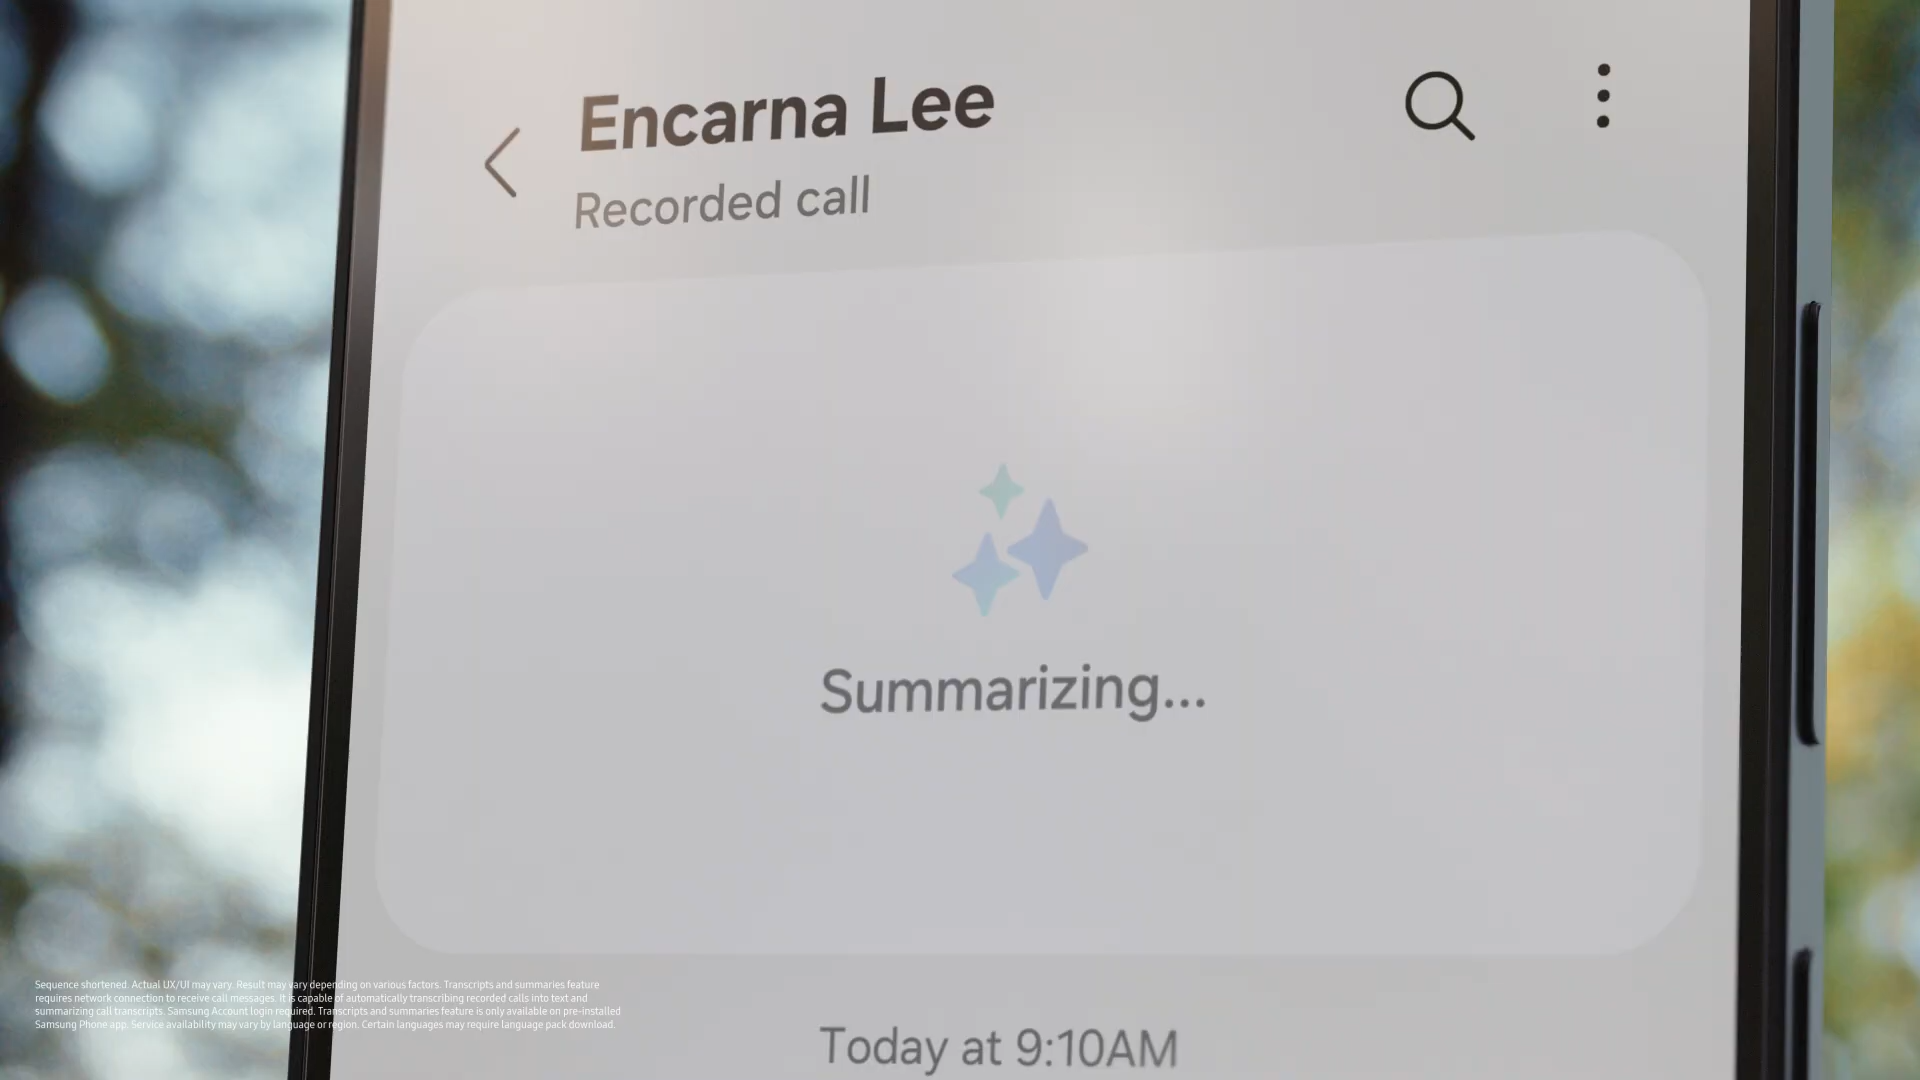 Encarna Lee
Recorded call
Summarizing...
Today at 9:10AM
Sequence shortened. Actual UX/UI may vary. Result may vary depending on various factors. Transcripts and summaries feature
requires network connection to receive call messages. It is capable of automatically transcribing recorded calls into text and
summarizing call transcripts. Samsung Account login required. Transcripts and summaries feature is only available on pre-installed
Samsung Phone app. Service availability may vary by language or region. Certain languages may require language pack download.